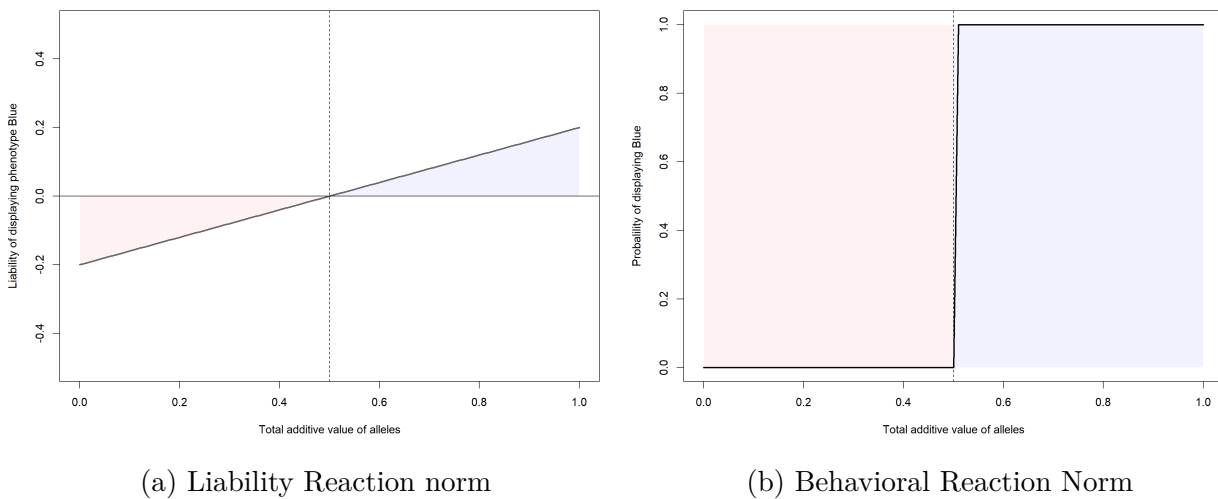 Liability of displaying phenotype Blue
0.4
0.2
0.0
-0.2
-0.4
0.0 0.2 0.4 0.6 0.8 1.0
Total additive value of alleles
(a) Liability Reaction norm
Probalility of displaying Blue
1.0
0.8
0.6
0.4
0.2
0.0
0.0 0.2 0.4 0.6 0.8 1.0
Total additive value of alleles
(b) Behavioral Reaction Norm